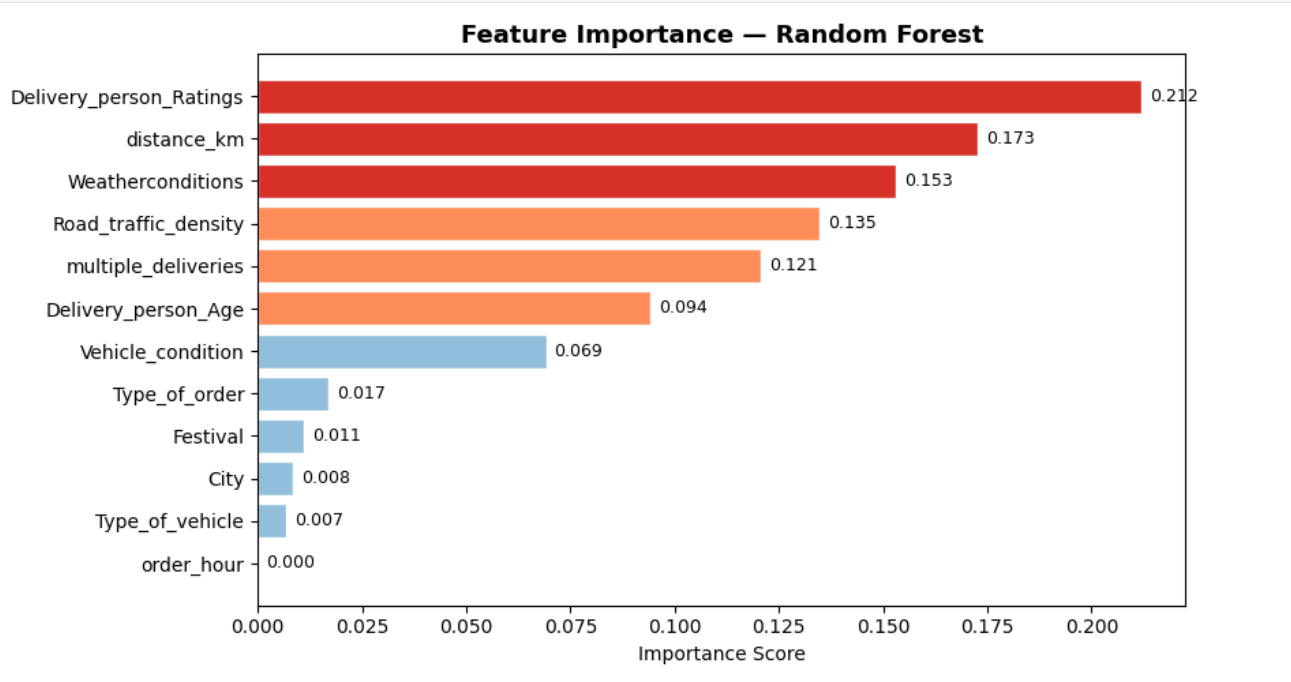 Feature Importance — Random Forest
Delivery_person_Ratings 0.212
distance_km 0.173
Weatherconditions 0.153
Road_traffic_density 0.135
multiple_deliveries 0.121
Delivery_person_Age 0.094
Vehicle_condition 0.069
Type_of_order 0.017
Festival 0.011
City 0.008
Type_of_vehicle 0.007
order_hour 0.000
0.000 0.025 0.050 0.075 0.100 0.125 0.150 0.175 0.200
Importance Score